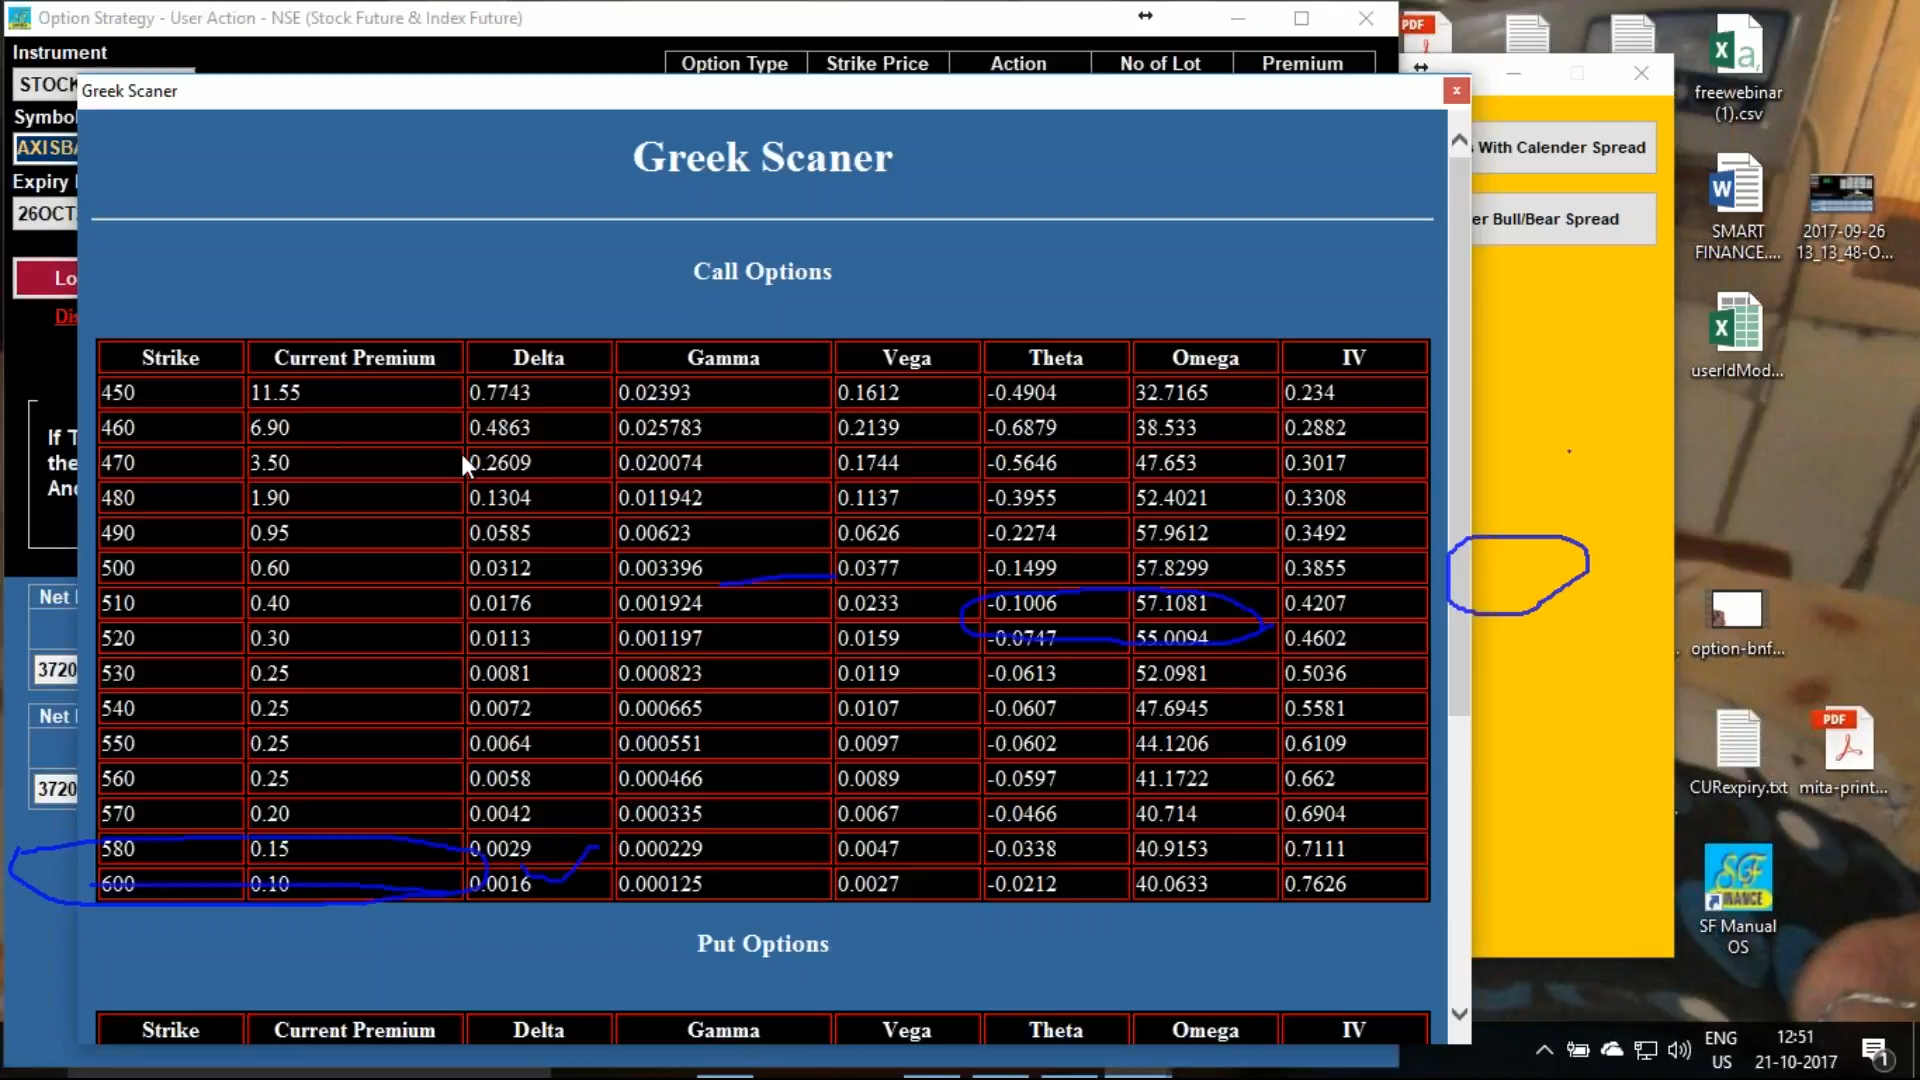 Option Strategy - User Action - NSE (Stock Future & Index Future)
Instrument
STOCK
Symbol
AXISBA
Expiry
26OCT
Option Type Strike Price Action No of Lot Premium
Greek Scaner
Greek Scaner
Call Options
Strike Current Premium Delta Gamma Vega Theta Omega IV
450 11.55 0.7743 0.02393 0.1612 -0.4904 32.7165 0.234
460 6.90 0.4863 0.025783 0.2139 -0.6879 38.533 0.2882
470 3.50 0.2609 0.020074 0.1744 -0.5646 47.653 0.3017
480 1.90 0.1304 0.011942 0.1137 -0.3955 52.4021 0.3308
490 0.95 0.0585 0.00623 0.0626 -0.2274 57.9612 0.3492
500 0.60 0.0312 0.003396 0.0377 -0.1499 57.8299 0.3855
510 0.40 0.0176 0.001924 0.0233 -0.1006 57.1081 0.4207
520 0.30 0.0113 0.001197 0.0159 -0.0747 55.0094 0.4602
530 0.25 0.0081 0.000823 0.0119 -0.0613 52.0981 0.5036
540 0.25 0.0072 0.000665 0.0107 -0.0607 47.6945 0.5581
550 0.25 0.0064 0.000551 0.0097 -0.0602 44.1206 0.6109
560 0.25 0.0058 0.000466 0.0089 -0.0597 41.1722 0.662
570 0.20 0.0042 0.000335 0.0067 -0.0466 40.714 0.6904
580 0.15 0.0029 0.000229 0.0047 -0.0338 40.9153 0.7111
600 0.10 0.0016 0.000125 0.0027 -0.0212 40.0633 0.7626
Put Options
Strike Current Premium Delta Gamma Vega Theta Omega IV
Lo
Dis
If T
the
And
Net
3720
Net
3720
With Calender Spread
er Bull/Bear Spread
PDF
freewebinar
(1).csv
SMART
FINANCE....
2017-09-26
13_13_48-O...
userIdMod...
option-bnf...
CURexpiry.txt
PDF
mita-print...
SF
FINANCE
SF Manual
OS
ENG
US
12:51
21-10-2017
1